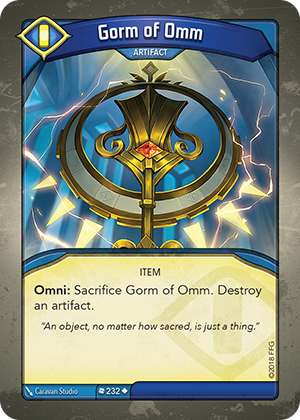 Gorm of Omm
ARTIFACT
ITEM
Omni: Sacrifice Gorm of Omm. Destroy
an artifact.
"An object, no matter how sacred, is just a thing."
©2018 FFG
Caravan Studio
232